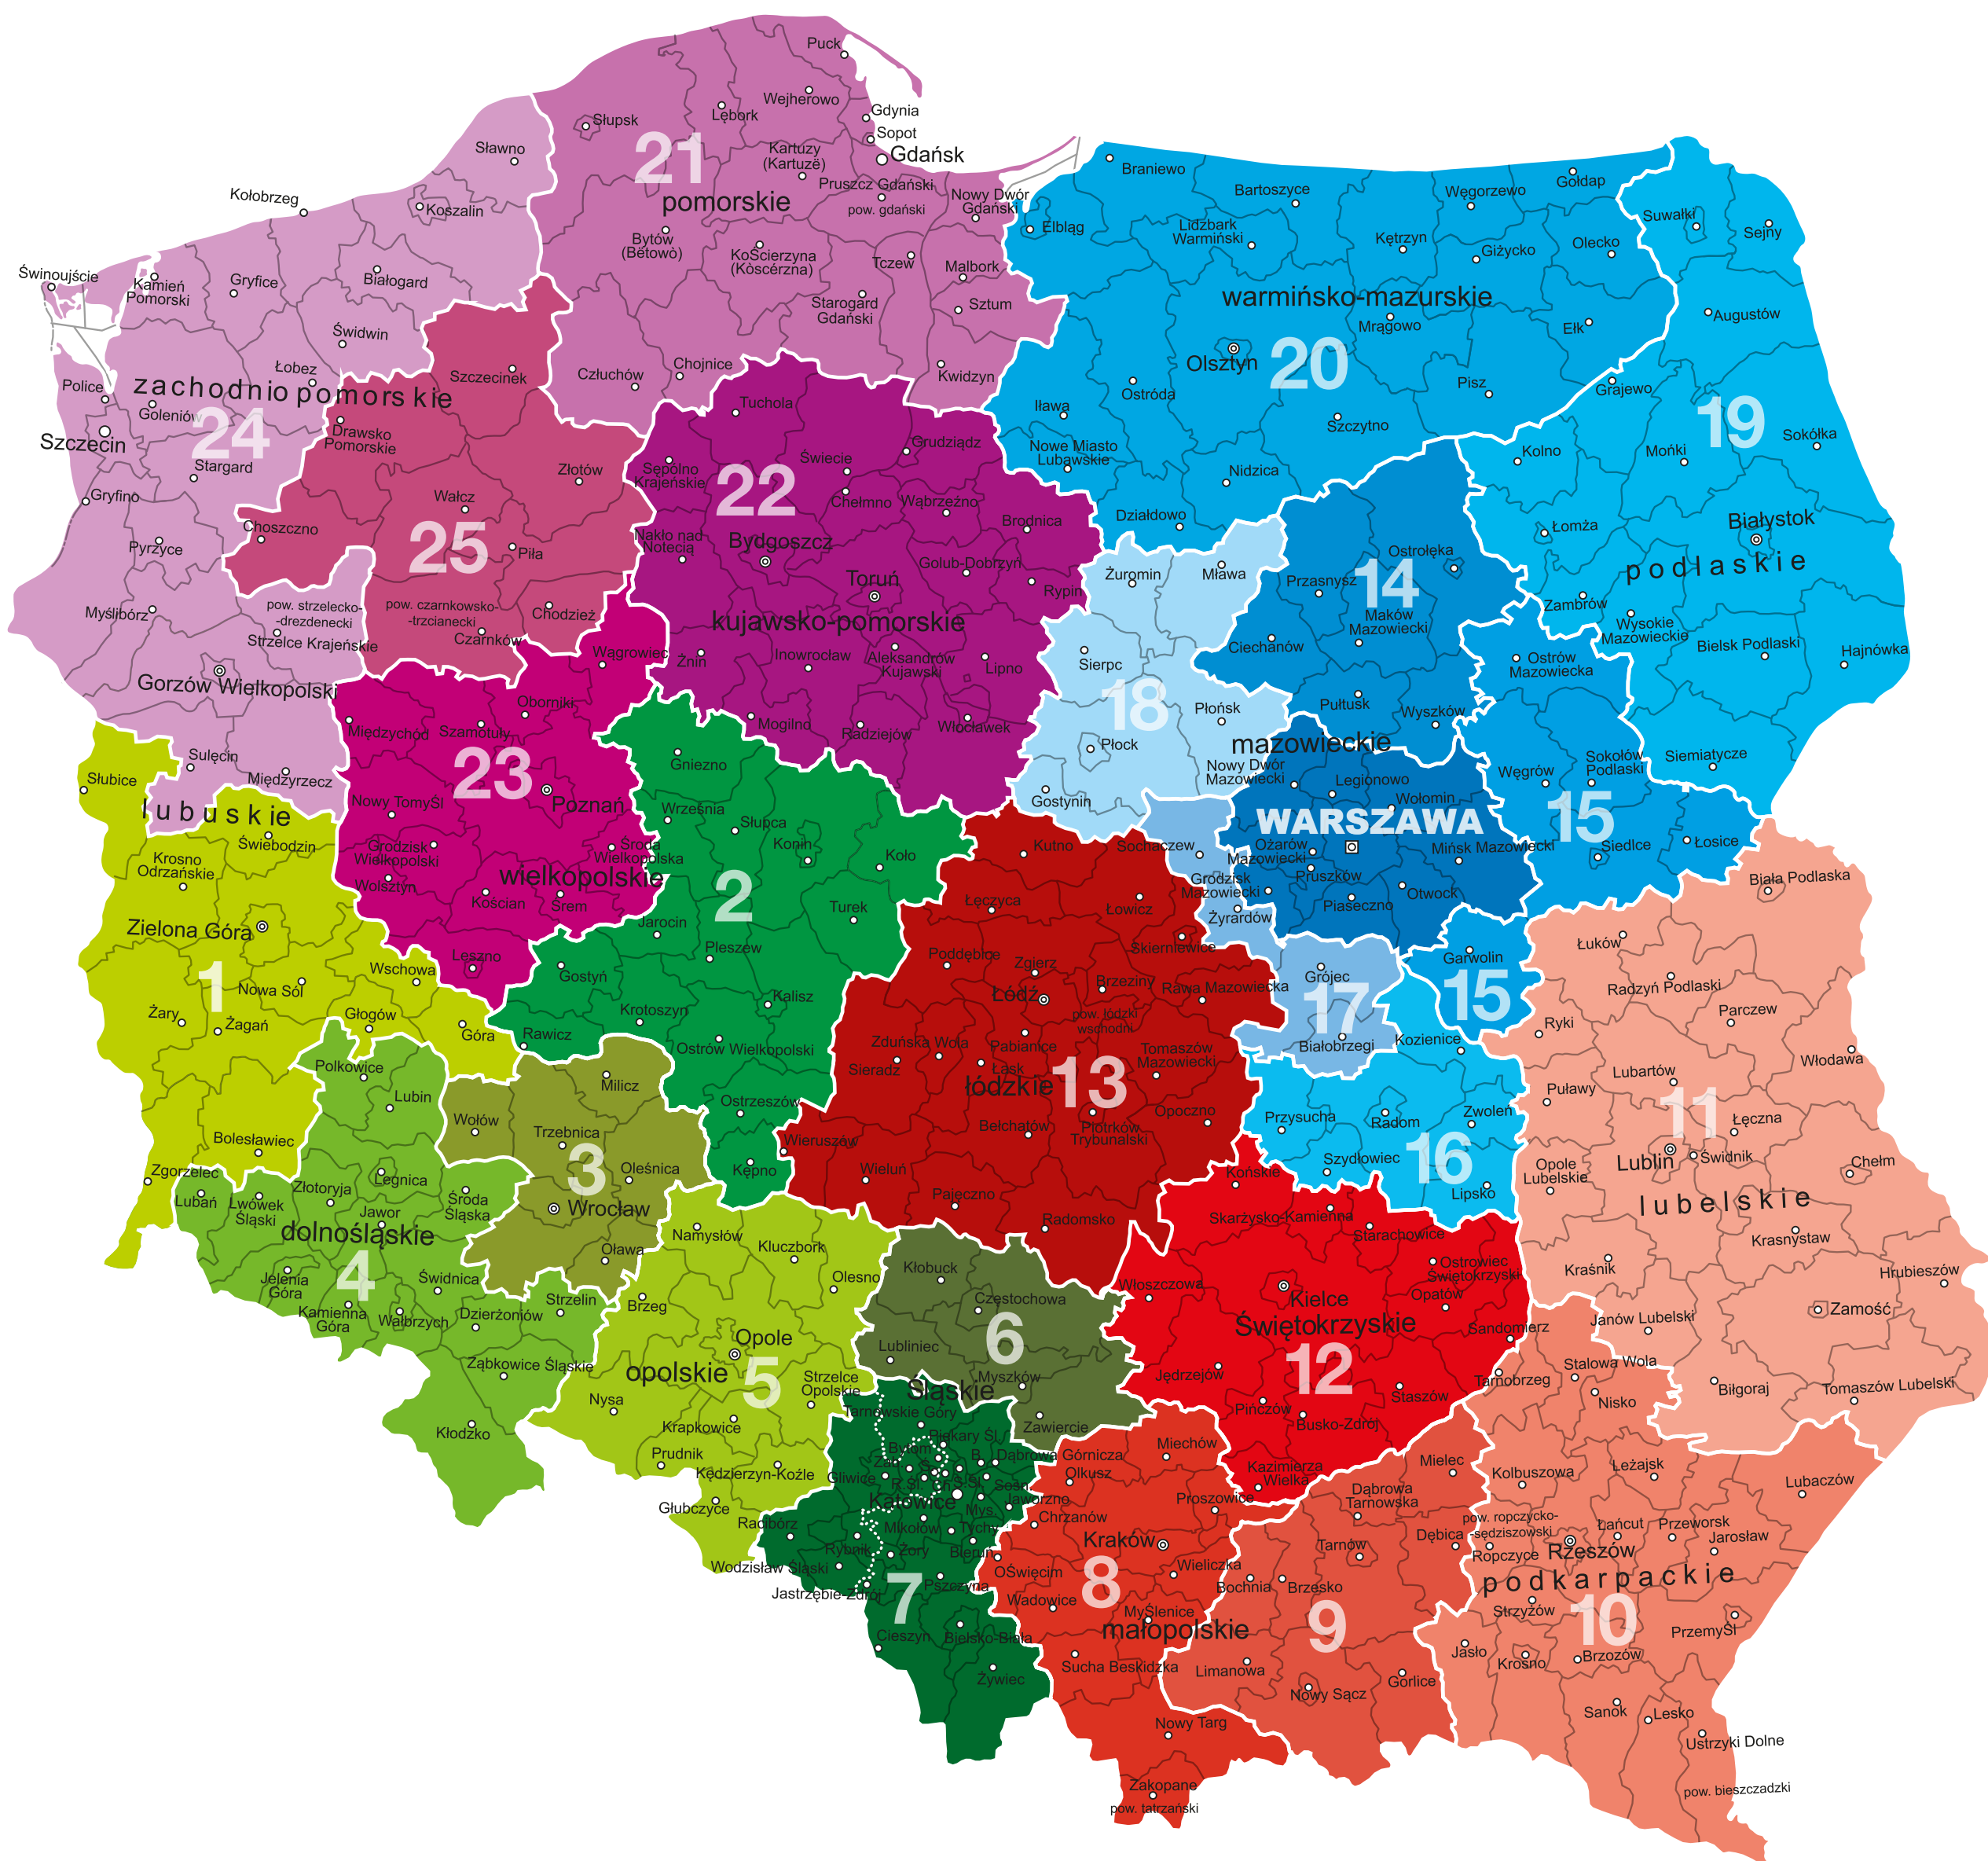 Puck
Wejherowo
Lębork
Gdynia
Słupsk
Sopot
Gdańsk
Kartuzy
(Kartuzë)
21
Sławno
Pruszcz Gdański
pow. gdański
Nowy Dwór
Gdański
pomorskie
Kołobrzeg
Koszalin
Bytów
(Bëtowò)
KoŚcierzyna
(Kòscérzna)
Tczew
Malbork
Sztum
Starogard
Gdański
Chojnice
Człuchów
Kwidzyn
Braniewo
Bartoszyce
Węgorzewo
Gołdap
Elbląg
Lidzbark
Warmiński
Kętrzyn
Giżycko
Olecko
warmińsko-mazurskie
Mrągowo
Ełk
Olsztyn
20
Ostróda
Pisz
Iława
Szczytno
Nowe Miasto
Lubawskie
Nidzica
Działdowo
Suwałki
Sejny
Augustów
Grajewo
19
Kolno
Mońki
Sokółka
Łomża
Białystok
podlaskie
Zambrów
Wysokie
Mazowieckie
Bielsk Podlaski
Hajnówka
Siemiatycze
Świnoujście
Kamień
Pomorski
Gryfice
Białogard
Świdwin
Łobez
Police
zachodniopomorskie
Goleniów
24
Szczecin
Stargard
Gryfino
Pyrzyce
Myślibórz
pow. strzelecko-
-drezdenecki
Strzelce Krajeńskie
Gorzów Wielkopolski
Sulęcin
Międzyrzecz
Szczecinek
Drawsko
Pomorskie
Złotów
Wałcz
Choszczno
25
Piła
pow. czarnkowsko-
-trzcianecki
Czarnków
Chodzież
Tuchola
Grudziądz
Sępólno
Krajeńskie
Świecie
22
Chełmno
Wąbrzeźno
Brodnica
Nakło nad
Notecią
Bydgoszcz
Toruń
Golub-Dobrzyń
Rypin
kujawsko-pomorskie
Żnin
Inowrocław
Aleksandrów
Kujawski
Lipno
Mogilno
Radziejów
Włocławek
Wągrowiec
Oborniki
Międzychód
Szamotuły
23
Nowy TomyŚl
Poznań
Grodzisk
Wielkopolski
Środa
Wielkopolska
wielkopolskie
Wolsztyn
Kościan
Śrem
Leszno
Gniezno
Września
Słupca
Konin
Koło
2
Turek
Jarocin
Pleszew
Gostyń
Kalisz
Krotoszyn
Rawicz
Ostrów Wielkopolski
Ostrzeszów
Kępno
Żuromin
Mława
Sierpc
18
Płońsk
Płock
Gostynin
Ostrołęka
Przasnysz
14
Maków
Mazowiecki
Ciechanów
Pułtusk
Wyszków
mazowieckie
Nowy Dwór
Mazowiecki
Legionowo
Wołomin
WARSZAWA
Ożarów
Mazowiecki
Mińsk Mazowiecki
Pruszków
Piaseczno
Otwock
Ostrów
Mazowiecka
Węgrów
Sokołów
Podlaski
15
Siedlce
Łosice
Garwolin
15
Sochaczew
Grodzisk
Mazowiecki
Żyrardów
Grójec
17
Białobrzegi
Kozienice
Przysucha
Radom
Zwoleń
16
Szydłowiec
Lipsko
Słubice
lubuskie
Świebodzin
Krosno
Odrzańskie
Zielona Góra
1
Nowa Sól
Wschowa
Żary
Żagań
Głogów
Góra
Bolesławiec
Zgorzelec
Polkowice
Lubin
Lubań
Lwówek
Śląski
Złotoryja
Legnica
Jawor
Środa
Śląska
dolnośląskie
4
Jelenia
Góra
Świdnica
Kamienna
Góra
Wałbrzych
Dzierżoniów
Strzelin
Ząbkowice Śląskie
Kłodzko
Milicz
Wołów
Trzebnica
3
Oleśnica
Wrocław
Oława
Namysłów
Kluczbork
Olesno
Brzeg
Opole
opolskie
5
Strzelce
Opolskie
Nysa
Krapkowice
Prudnik
Kędzierzyn-Koźle
Głubczyce
Kutno
Łęczyca
Łowicz
Skierniewice
Poddębice
Zgierz
Łódź
Brzeziny
Rawa Mazowiecka
pow. łódzki
wschodni
Zduńska Wola
Pabianice
Sieradz
Łask
łódzkie
13
Tomaszów
Mazowiecki
Opoczno
Bełchatów
Piotrków
Trybunalski
Wieruszów
Wieluń
Pajęczno
Radomsko
Kłobuck
Częstochowa
6
Lubliniec
Myszków
Śląskie
Zawiercie
Tarnowskie Góry
Piekary Śl.
Bytom
Zab.
Gliwice
R.Śl.
B.
Dąbrowa Górnicza
Sosn.
Katowice
Jaworzno
Mys.
Mikołów
Tychy
Racibórz
Rybnik
Żory
Bieruń
Wodzisław Śląski
Jastrzębie-Zdrój
Pszczyna
7
Cieszyn
Bielsko-Biała
Żywiec
Końskie
Skarżysko-Kamienna
Starachowice
Włoszczowa
Ostrowiec
Świętokrzyski
Kielce
Opatów
Świętokrzyskie
Sandomierz
12
Jędrzejów
Staszów
Pińczów
Busko-Zdrój
Kazimierza
Wielka
Miechów
Olkusz
Proszowice
Chrzanów
Kraków
Wieliczka
OŚwięcim
8
Wadowice
MyŚlenice
małopolskie
Sucha Beskidzka
Nowy Targ
Zakopane
pow. tatrzański
Mielec
Dąbrowa
Tarnowska
Tarnów
Dębica
Bochnia
Brzesko
9
Limanowa
Nowy Sącz
Gorlice
Biała Podlaska
Łuków
Radzyń Podlaski
Parczew
Ryki
Włodawa
Lubartów
Puławy
11
Łęczna
Lublin
Świdnik
Chełm
Opole
Lubelskie
lubelskie
Krasnystaw
Kraśnik
Hrubieszów
Janów Lubelski
Zamość
Biłgoraj
Tomaszów Lubelski
Tarnobrzeg
Stalowa Wola
Nisko
Kolbuszowa
Leżajsk
Lubaczów
pow. ropczycko-
-sędziszowski
Łańcut
Przeworsk
Jarosław
Ropczyce
Rzeszów
podkarpackie
Strzyżów
10
PrzemyŚl
Jasło
Krosno
Brzozów
Sanok
Lesko
Ustrzyki Dolne
pow. bieszczadzki